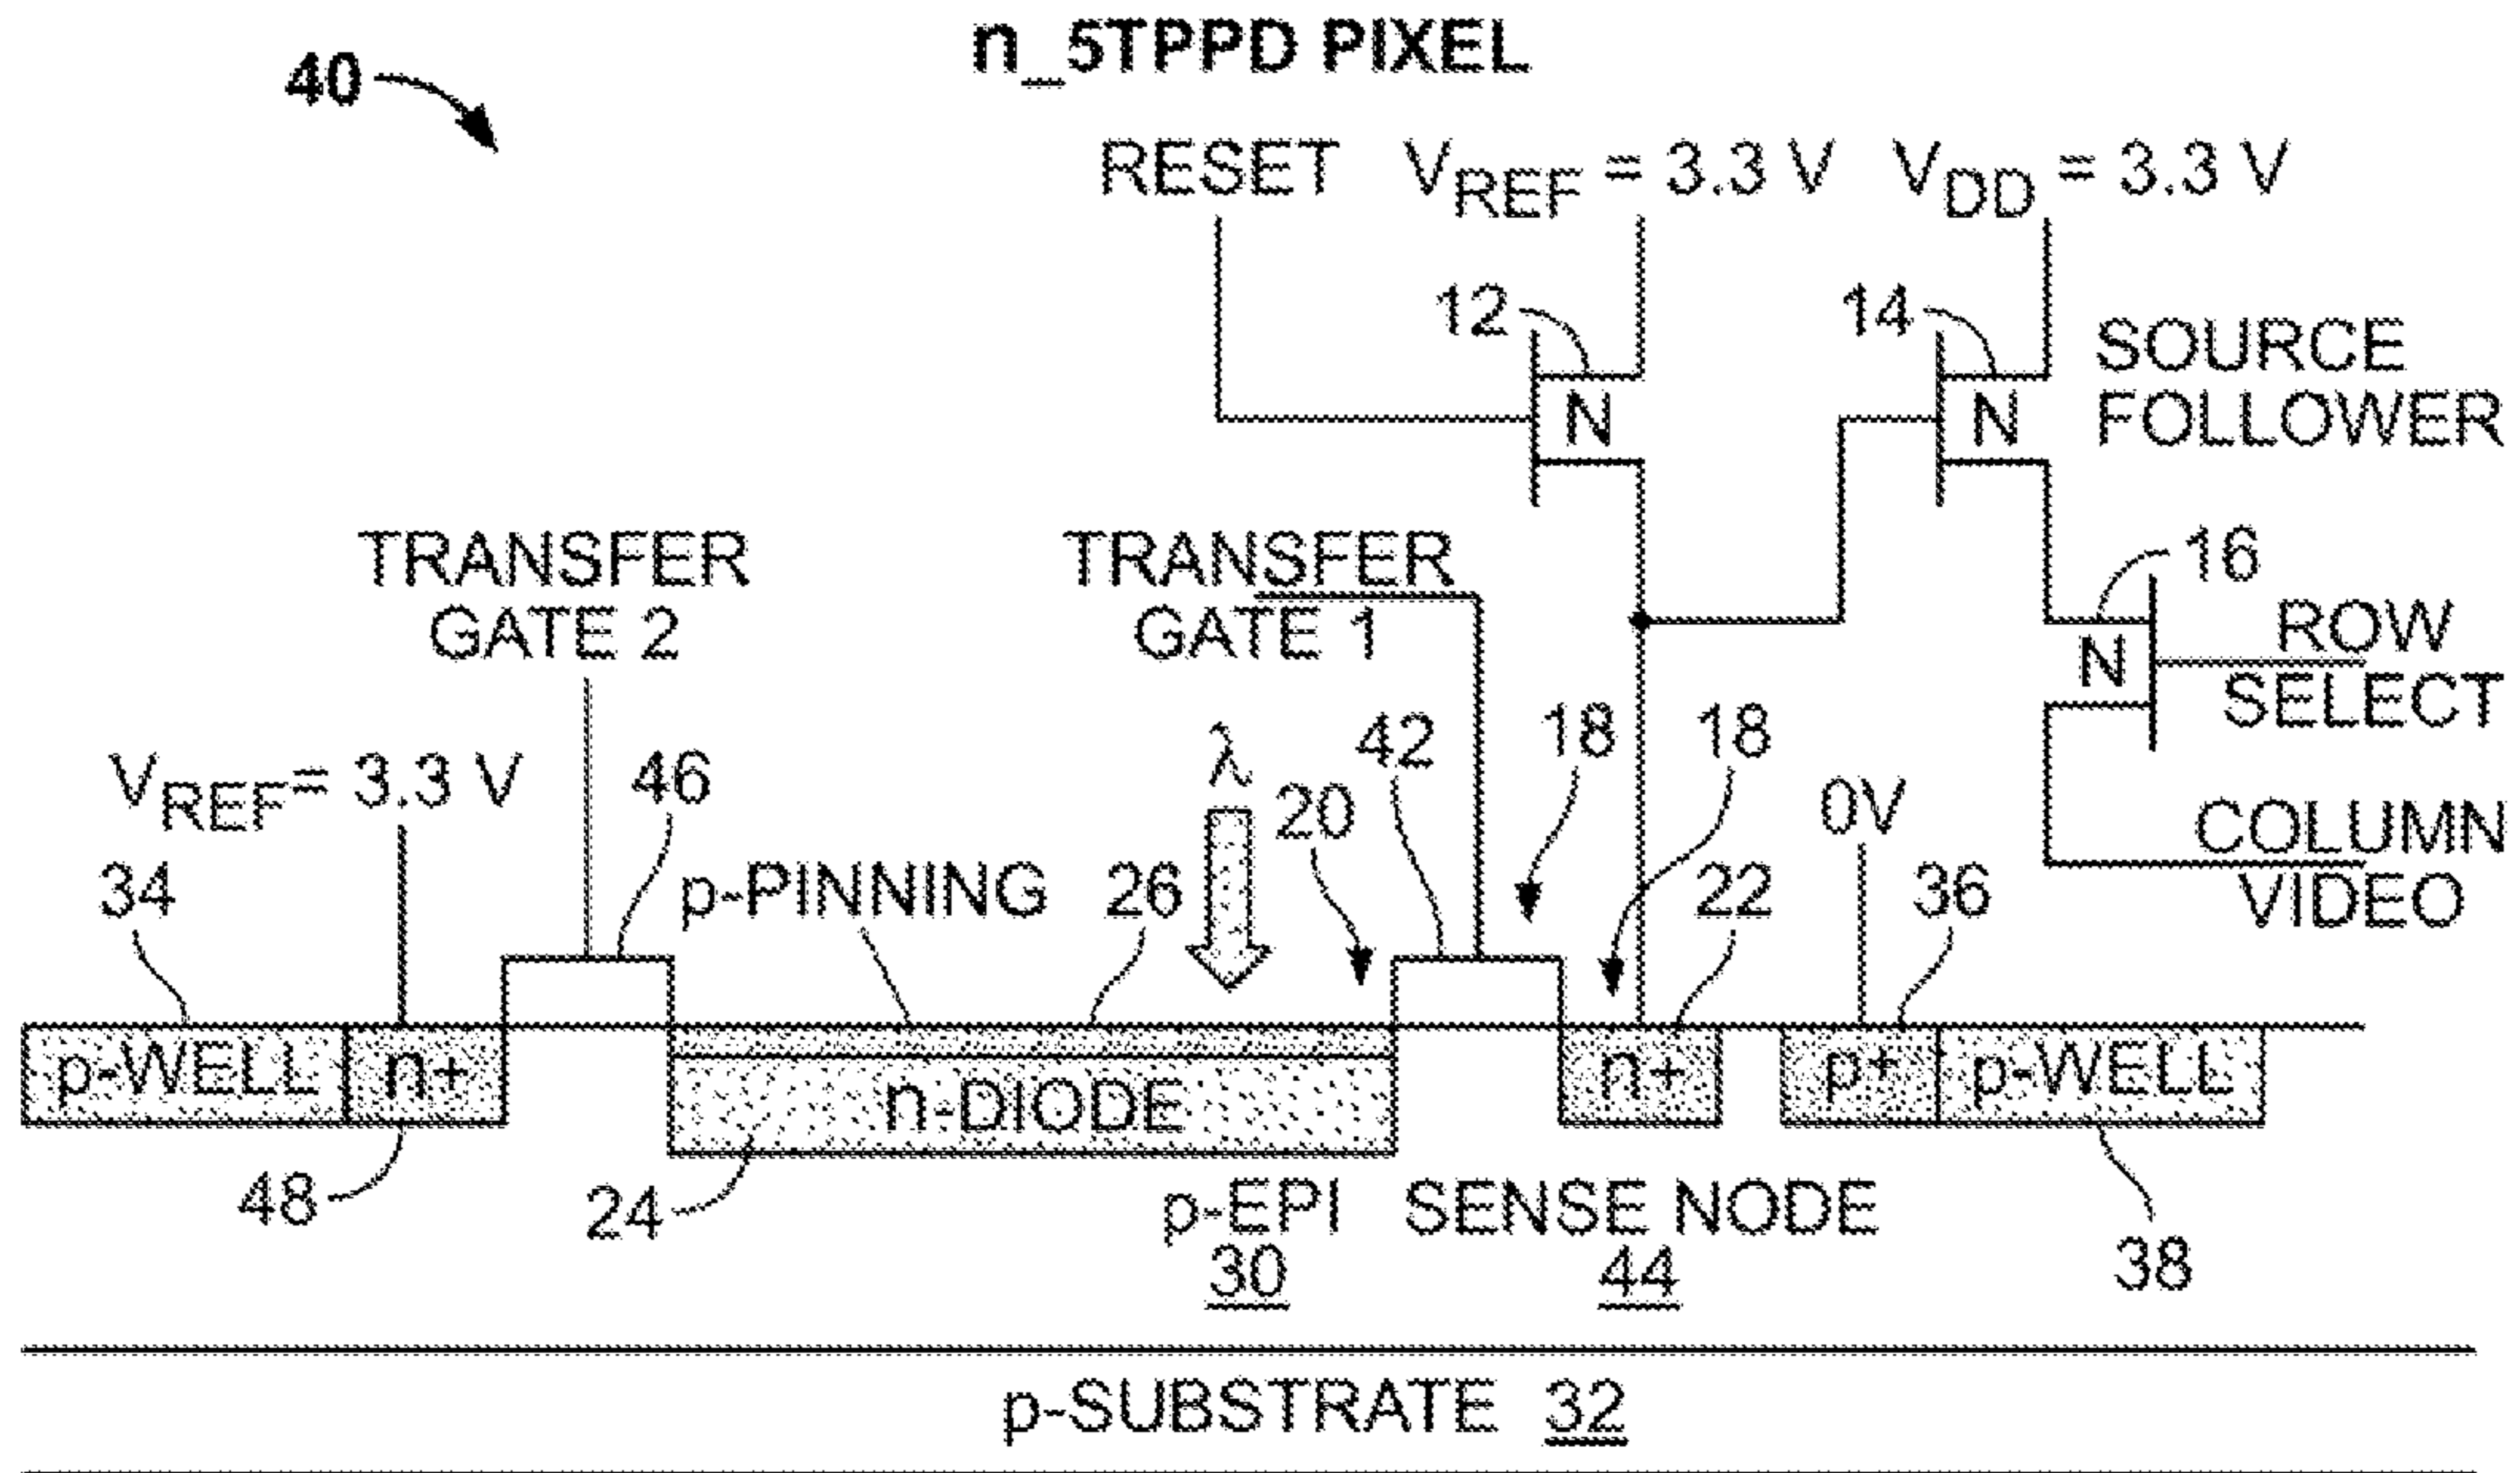 n_5TPPD PIXEL
40
RESET VREF = 3.3 V VDD = 3.3 V
12
14
SOURCE
FOLLOWER
N
N
TRANSFER
GATE 2
TRANSFER
GATE 1
16
ROW
SELECT
N
VREF= 3.3 V
46
λ
42
18
18
20
0V
COLUMN
VIDEO
34
p-PINNING
26
22
36
p-WELL
n+
n-DIODE
n+
p+
p-WELL
48
24
p-EPI
30
SENSE NODE
44
38
p-SUBSTRATE 32